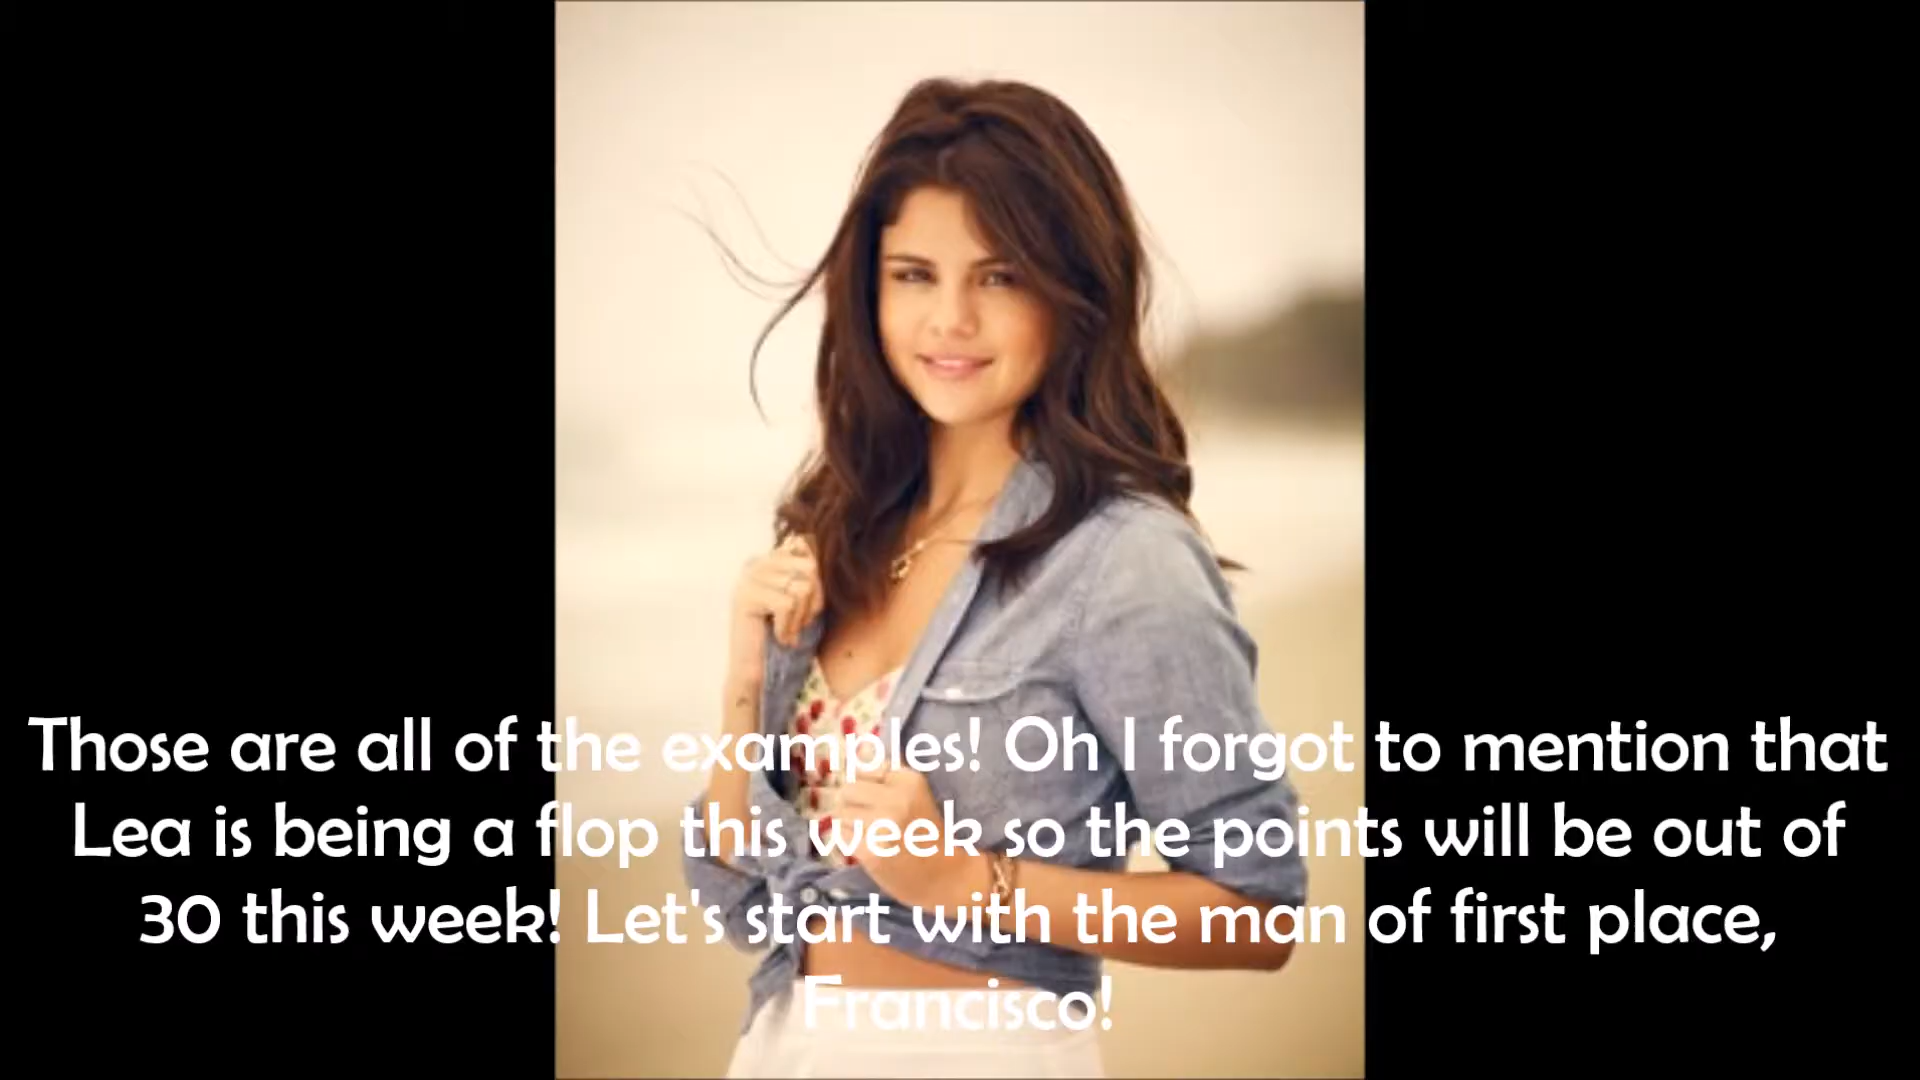 Those are all of the examples! Oh I forgot to mention that
Lea is being a flop this week so the points will be out of
30 this week! Let's start with the man of first place,
Francisco!